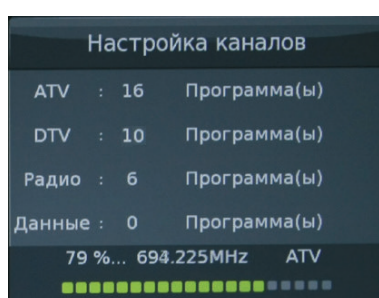 Настройка каналов
ATV : 16 Программа(ы)
DTV : 10 Программа(ы)
Радио : 6 Программа(ы)
Данные : 0 Программа(ы)
79 %... 694.225MHz ATV